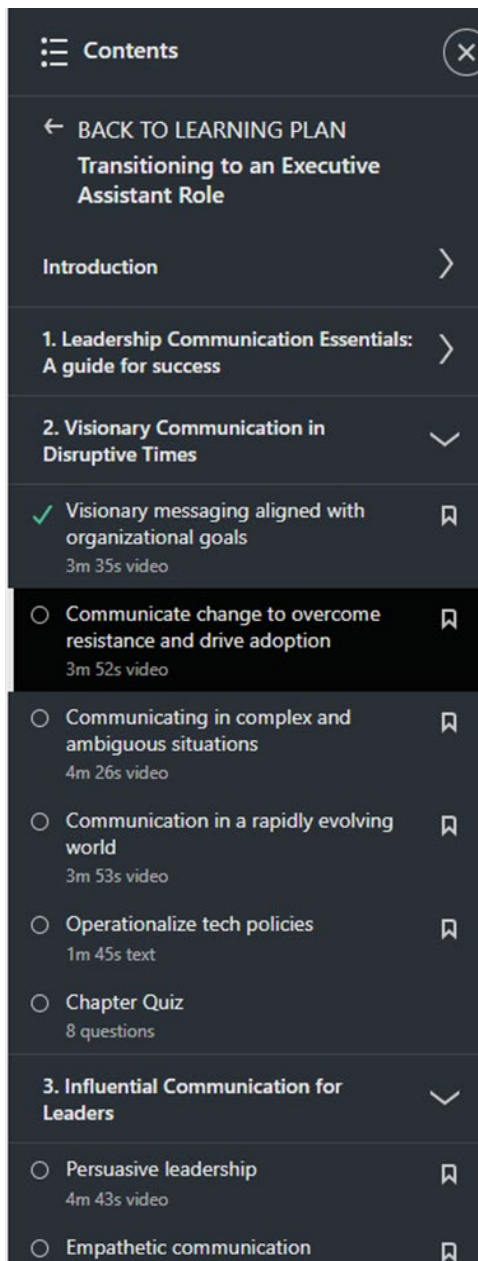 Contents
BACK TO LEARNING PLAN
Transitioning to an Executive
Assistant Role
Introduction
1. Leadership Communication Essentials:
A guide for success
2. Visionary Communication in
Disruptive Times
Visionary messaging aligned with
organizational goals
3m 35s video
Communicate change to overcome
resistance and drive adoption
3m 52s video
Communicating in complex and
ambiguous situations
4m 26s video
Communication in a rapidly evolving
world
3m 53s video
Operationalize tech policies
1m 45s text
Chapter Quiz
8 questions
3. Influential Communication for
Leaders
Persuasive leadership
4m 43s video
Empathetic communication